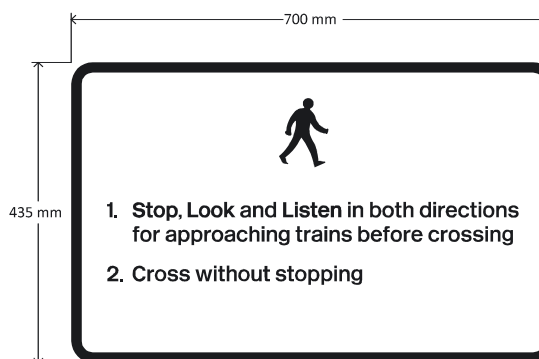 700 mm
435 mm
1. Stop, Look and Listen in both directions
for approaching trains before crossing
2. Cross without stopping